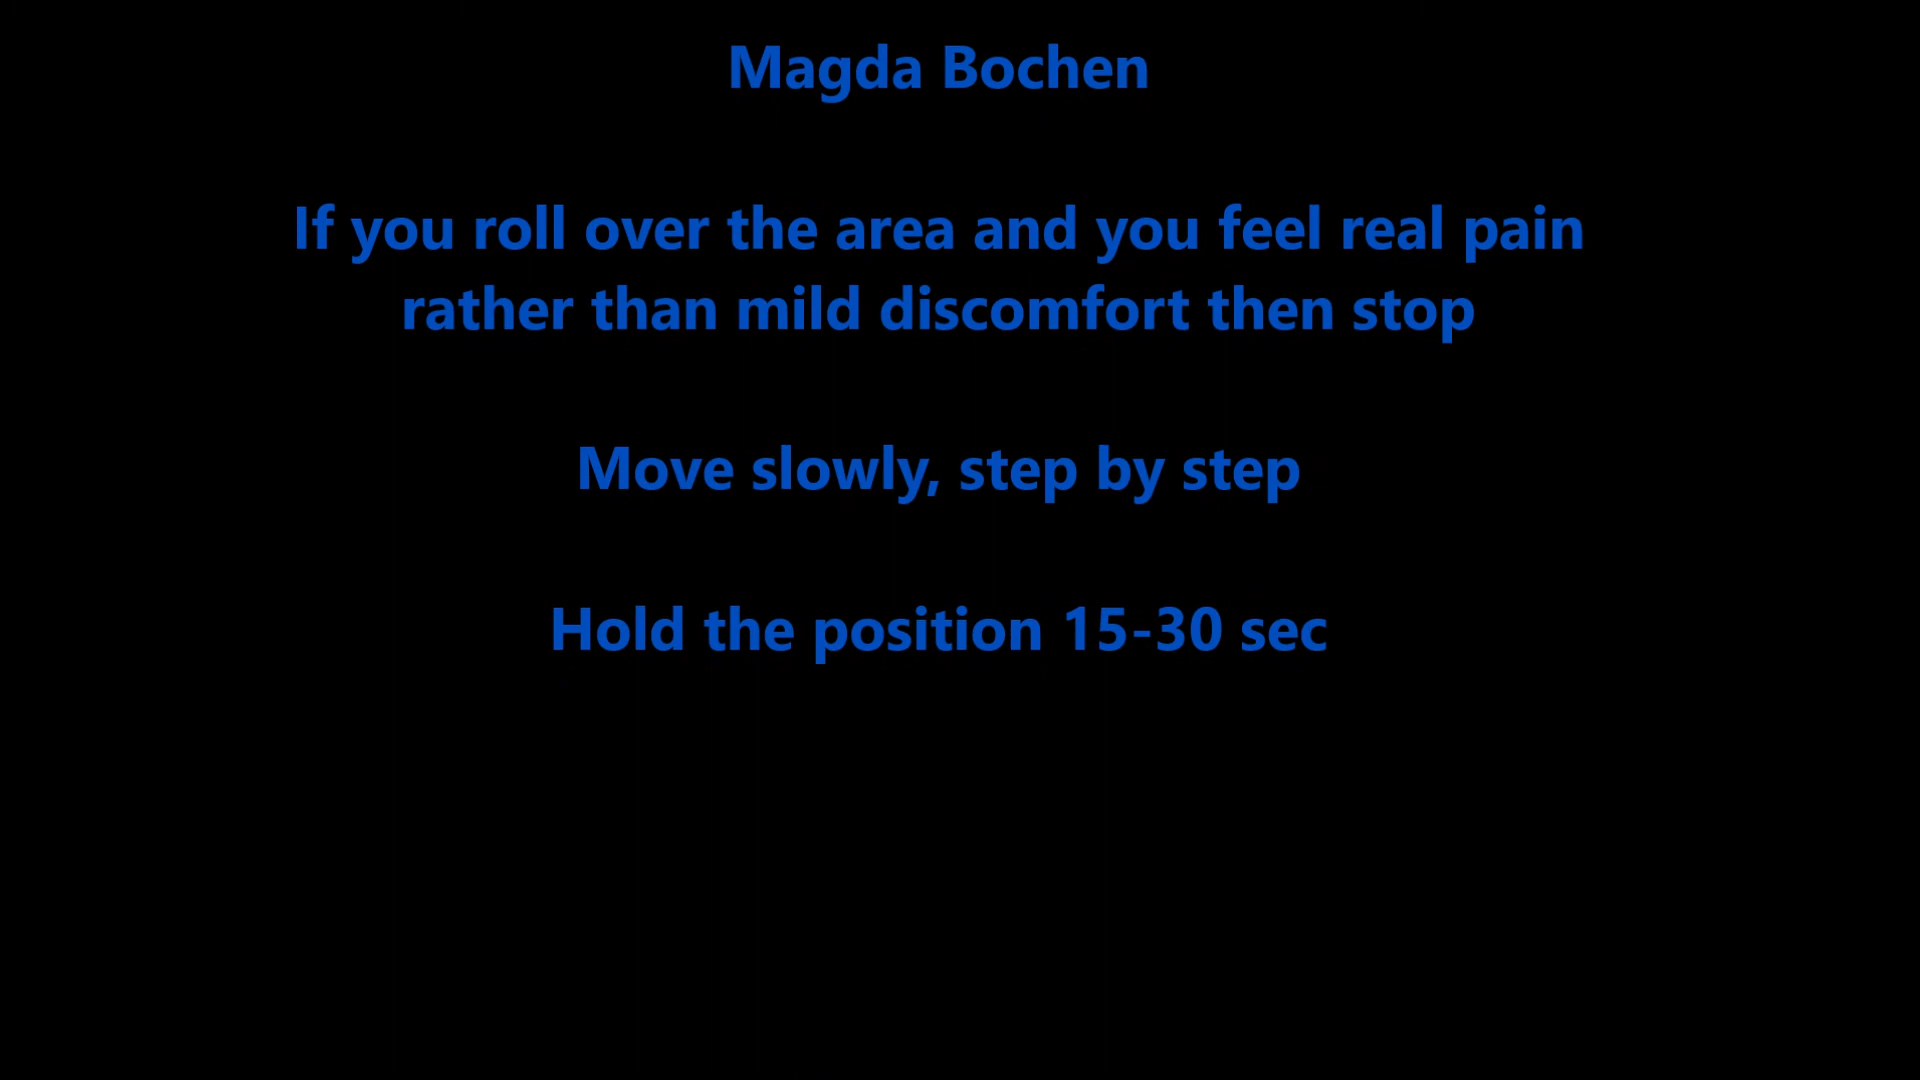 Magda Bochen
If you roll over the area and you feel real pain
rather than mild discomfort then stop
Move slowly, step by step
Hold the position 15-30 sec